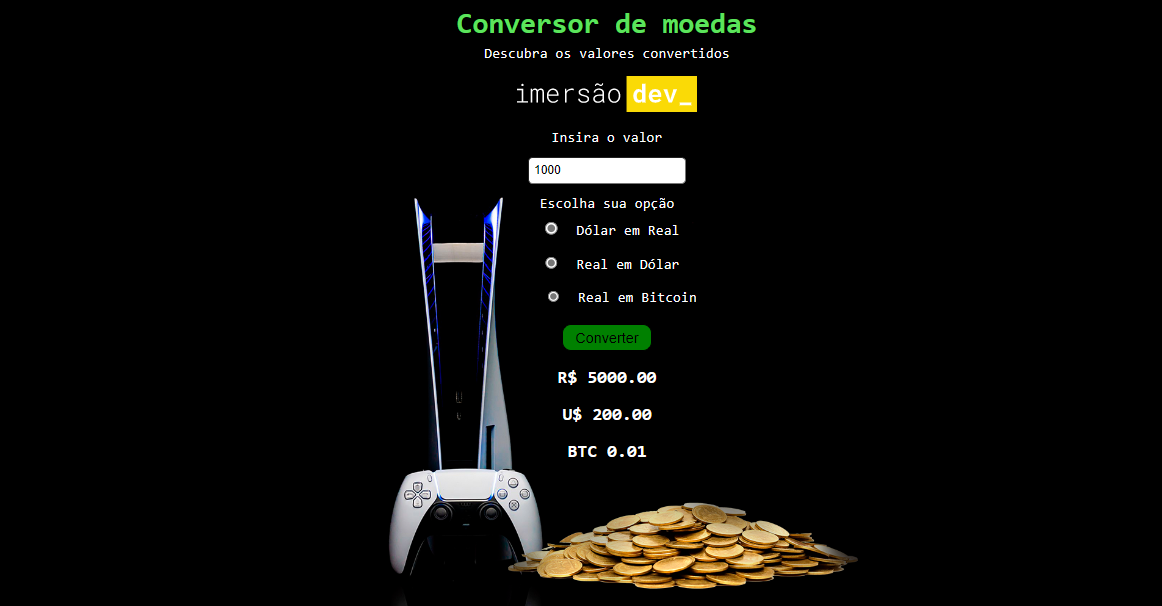 Conversor de moedas
Descubra os valores convertidos
imersão dev_
Insira o valor
1000
Escolha sua opção
Dólar em Real
Real em Dólar
Real em Bitcoin
Converter
R$ 5000.00
U$ 200.00
BTC 0.01